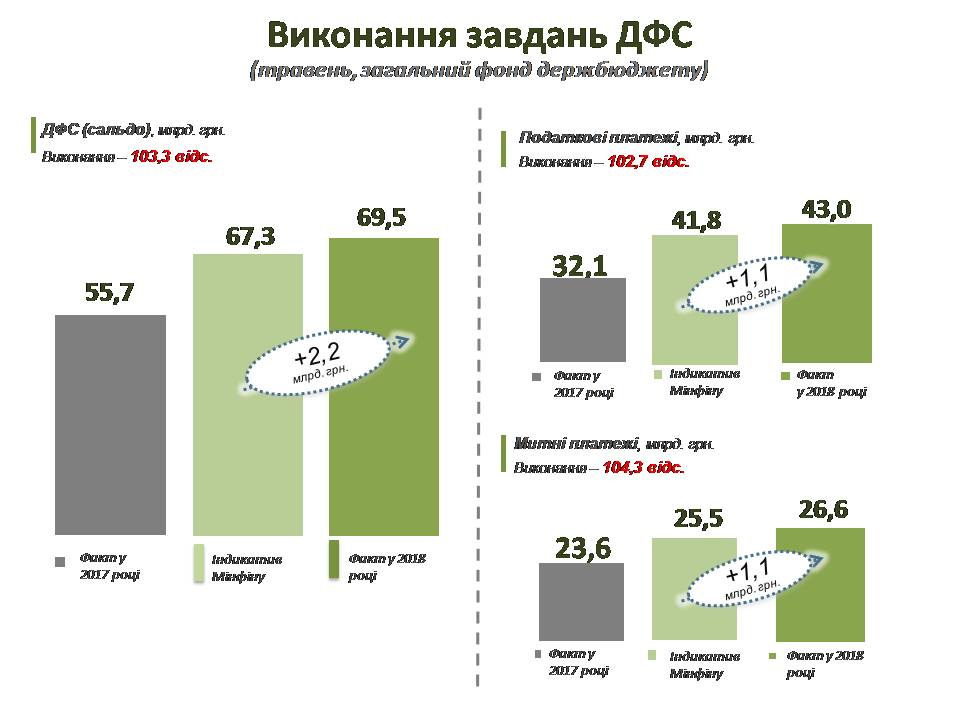 Виконання завдань ДФС
(травень, загальний фонд держбюджету)
ДФС (сальдо), млрд. грн.
Виконання – 103,3 відс.
55,7
67,3
69,5
+2,2
млрд. грн.
Факт у
2017 році
Індикатив
Мінфіну
Факт у 2018
році
Податкові платежі, млрд. грн.
Виконання – 102,7 відс.
32,1
41,8
43,0
+1,1
млрд. грн.
Факт у
2017 році
Індикатив
Мінфіну
Факт
у 2018 році
Митні платежі, млрд. грн.
Виконання – 104,3 відс.
23,6
25,5
26,6
+1,1
млрд. грн.
Факт у
2017 році
Індикатив
Мінфіну
Факт у 2018
році